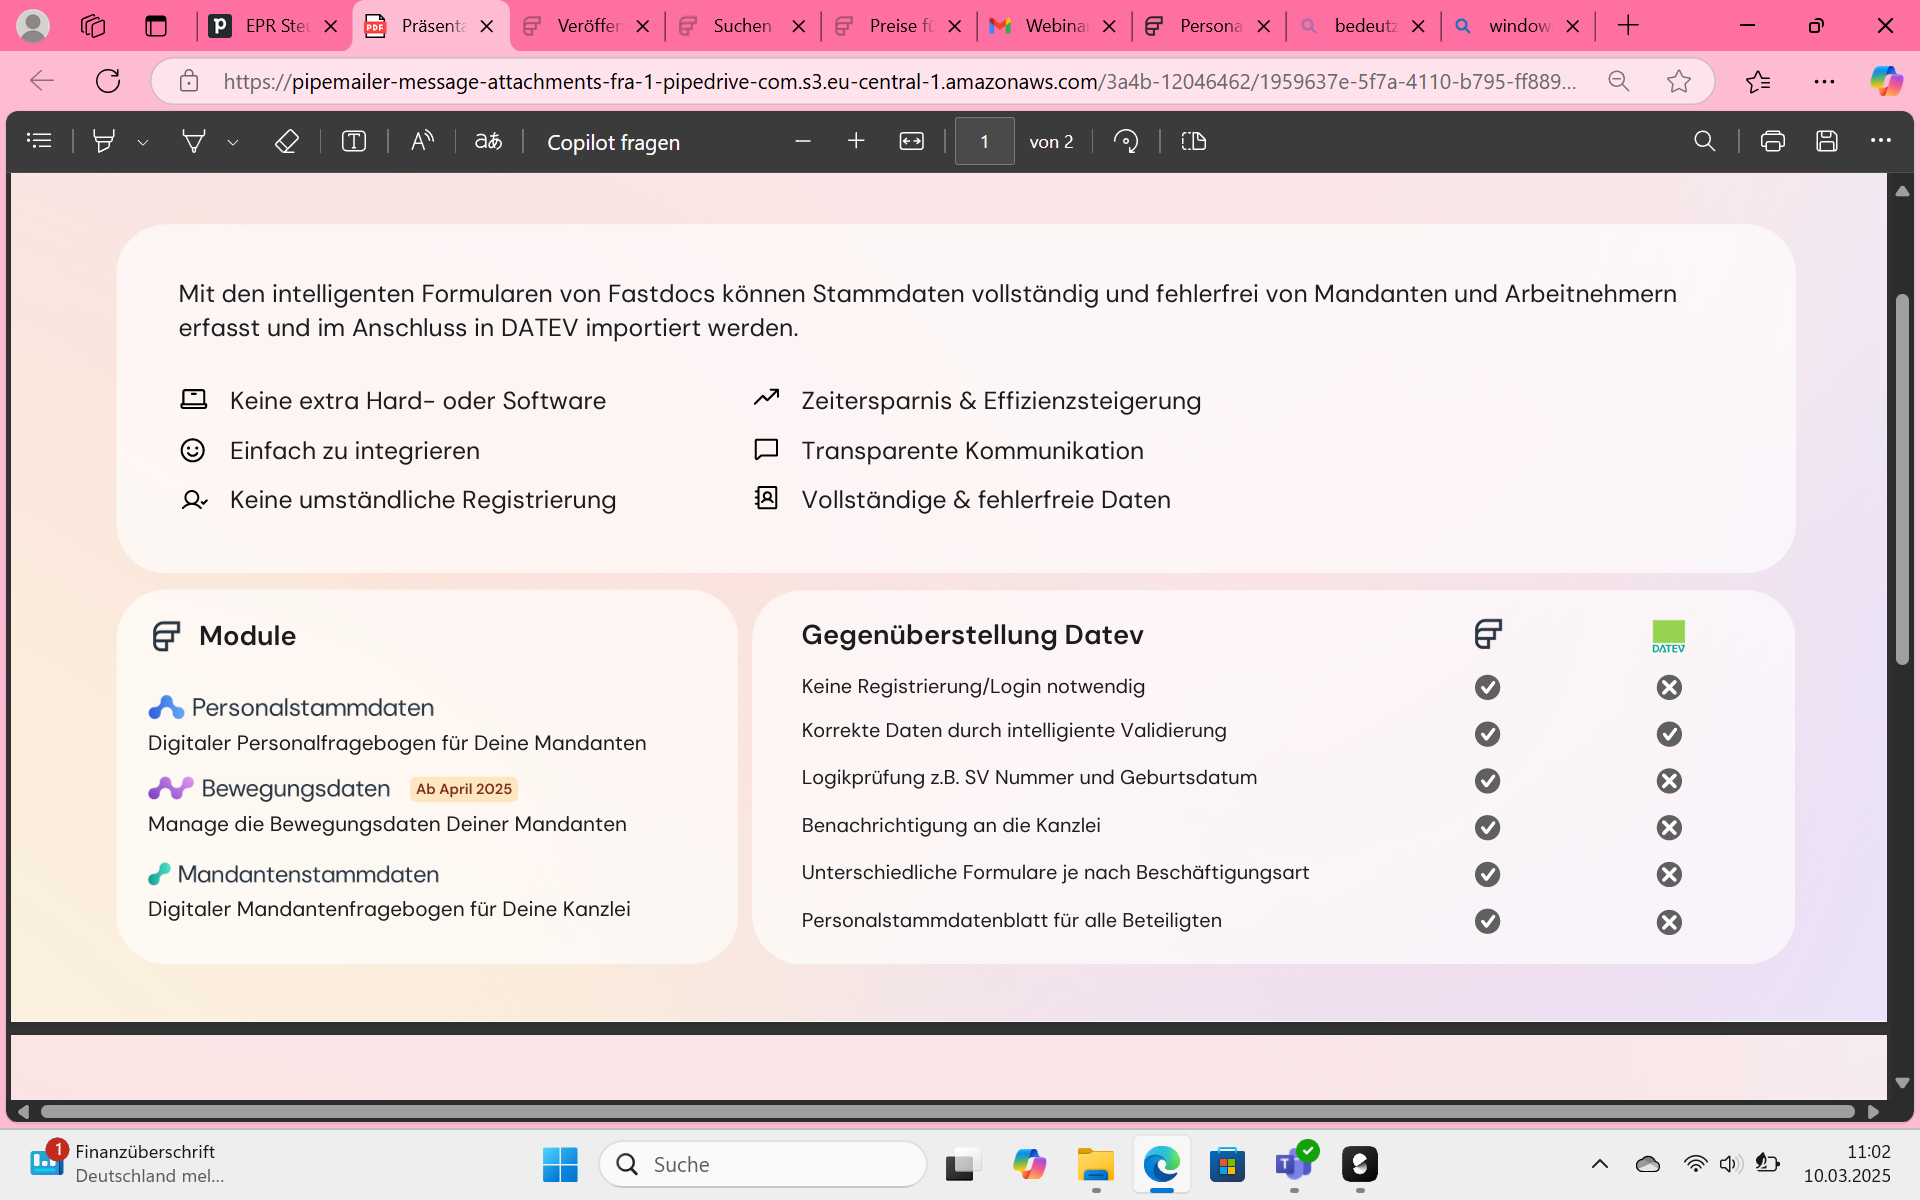 EPR Steu
Präsenta
Veröffen
Suchen
Preise fü
Webinar
Persona
bedeutz
window
https://pipemailer-message-attachments-fra-1-pipedrive-com.s3.eu-central-1.amazonaws.com/3a4b-12046462/1959637e-5f7a-4110-b795-ff889...
aあ
Copilot fragen
1
von 2
Mit den intelligenten Formularen von Fastdocs können Stammdaten vollständig und fehlerfrei von Mandanten und Arbeitnehmern
erfasst und im Anschluss in DATEV importiert werden.
Keine extra Hard- oder Software
Einfach zu integrieren
Keine umständliche Registrierung
Zeitersparnis & Effizienzsteigerung
Transparente Kommunikation
Vollständige & fehlerfreie Daten
Module
Personalstammdaten
Digitaler Personalfragebogen für Deine Mandanten
Bewegungsdaten Ab April 2025
Manage die Bewegungsdaten Deiner Mandanten
Mandantenstammdaten
Digitaler Mandantenfragebogen für Deine Kanzlei
Gegenüberstellung Datev
DATEV
Keine Registrierung/Login notwendig
Korrekte Daten durch intelligiente Validierung
Logikprüfung z.B. SV Nummer und Geburtsdatum
Benachrichtigung an die Kanzlei
Unterschiedliche Formulare je nach Beschäftigungsart
Personalstammdatenblatt für alle Beteiligten
1
Finanzüberschrift
Deutschland mel...
Suche
11:02
10.03.2025